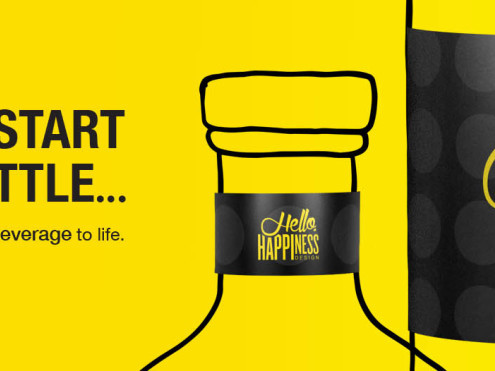 START
TTLE...
everage to life.
Hello,
HAPPINESS
DESIGN